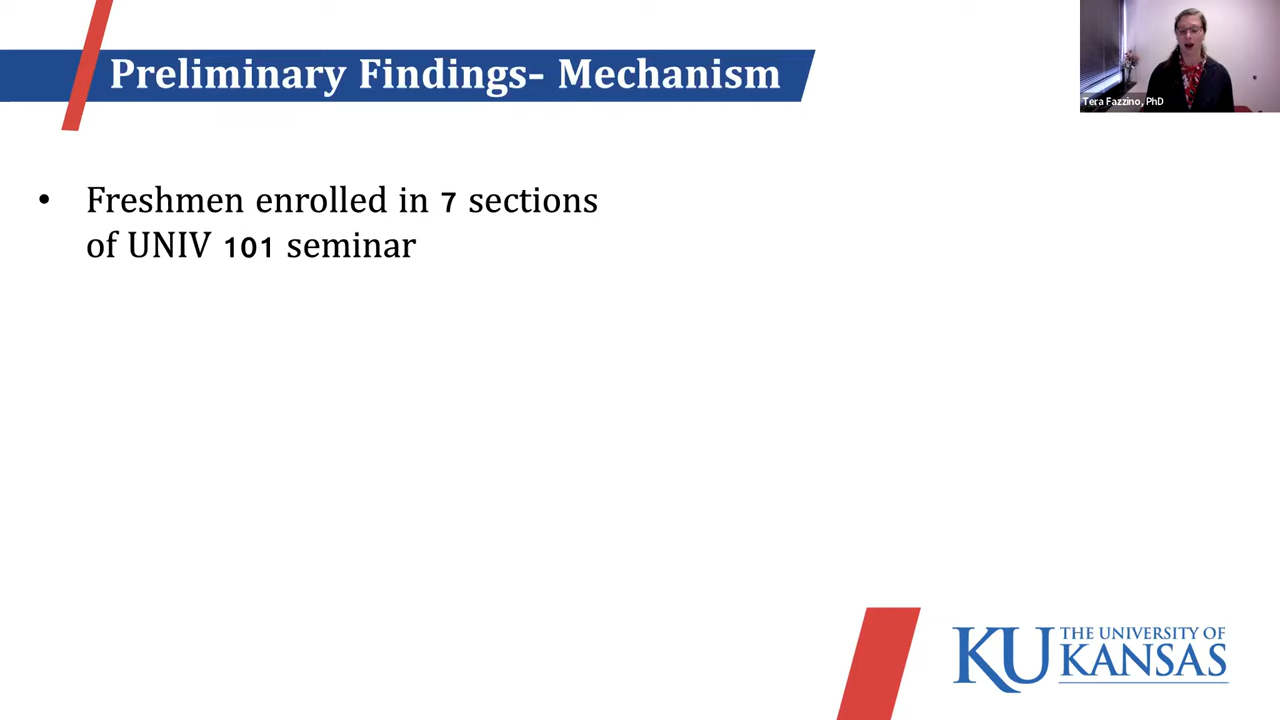 Preliminary Findings- Mechanism
Tera Fazzino, PhD
• Freshmen enrolled in 7 sections
of UNIV 101 seminar
KU THE UNIVERSITY OF
KANSAS